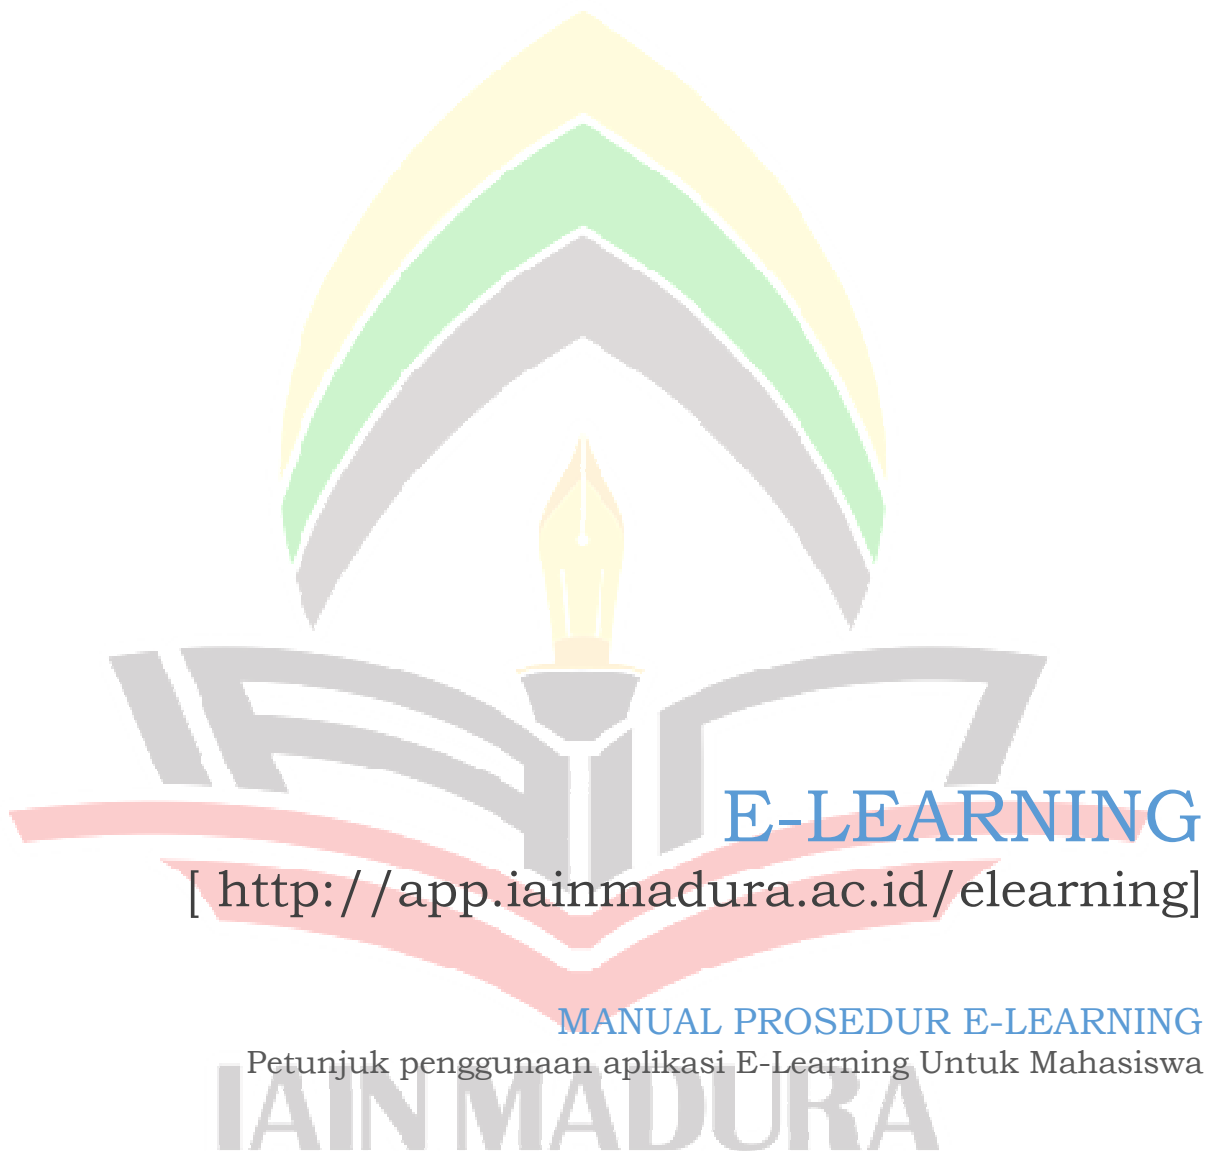 E-LEARNING
[ http://app.iainmadura.ac.id/elearning]
MANUAL PROSEDUR E-LEARNING
Petunjuk penggunaan aplikasi E-Learning Untuk Mahasiswa
IAIN MADURA